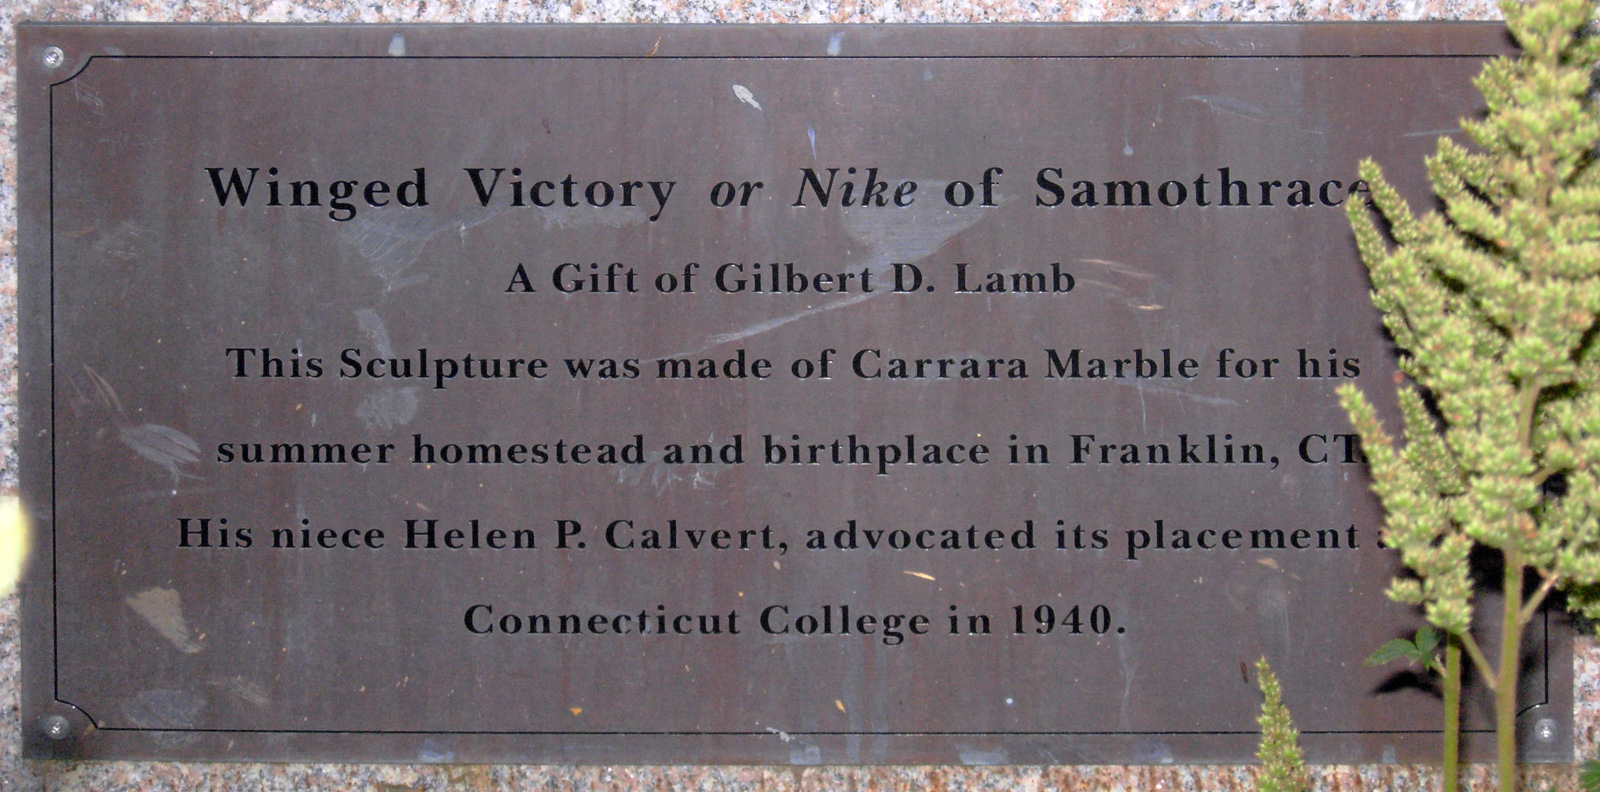 Winged Victory or Nike of Samothrace
A Gift of Gilbert D. Lamb
This Sculpture was made of Carrara Marble for his
summer homestead and birthplace in Franklin, CT
His niece Helen P. Calvert, advocated its placement
Connecticut College in 1940.